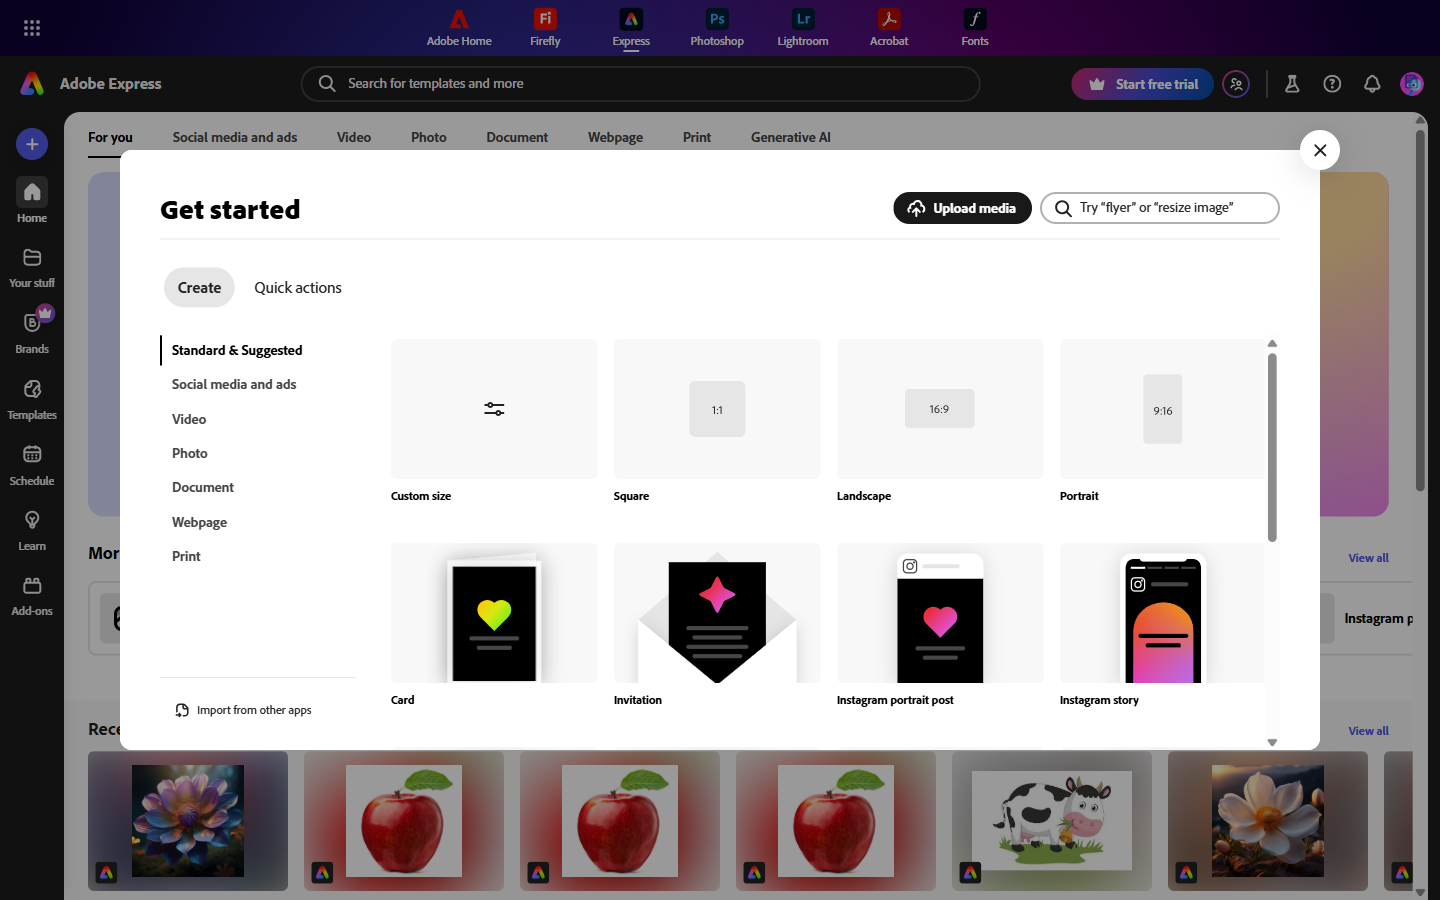 Adobe Home
Firefly
Express
Photoshop
Lightroom
Acrobat
Fonts
Adobe Express
Search for templates and more
Start free trial
For you
Social media and ads
Video
Photo
Document
Webpage
Print
Generative AI
Home
Your stuff
Brands
Templates
Schedule
Learn
Add-ons
Get started
Upload media
Try “flyer” or “resize image”
Create
Quick actions
Standard & Suggested
Social media and ads
Video
Photo
Document
Webpage
Print
Import from other apps
1:1
16:9
9:16
Custom size
Square
Landscape
Portrait
Card
Invitation
Instagram portrait post
Instagram story
Mor
View all
Instagram p
Rece
View all